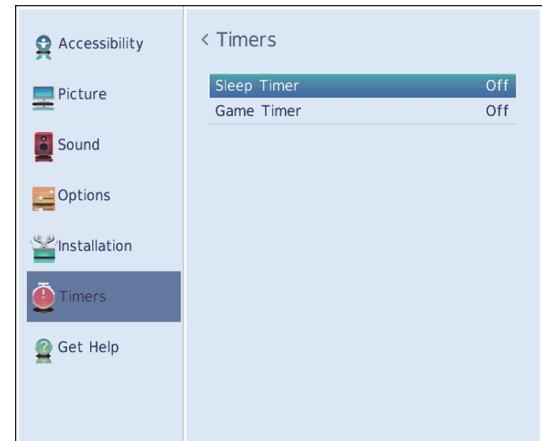 Accessibility
Picture
Sound
Options
Installation
Timers
Get Help
< Timers
Sleep Timer Off
Game Timer Off